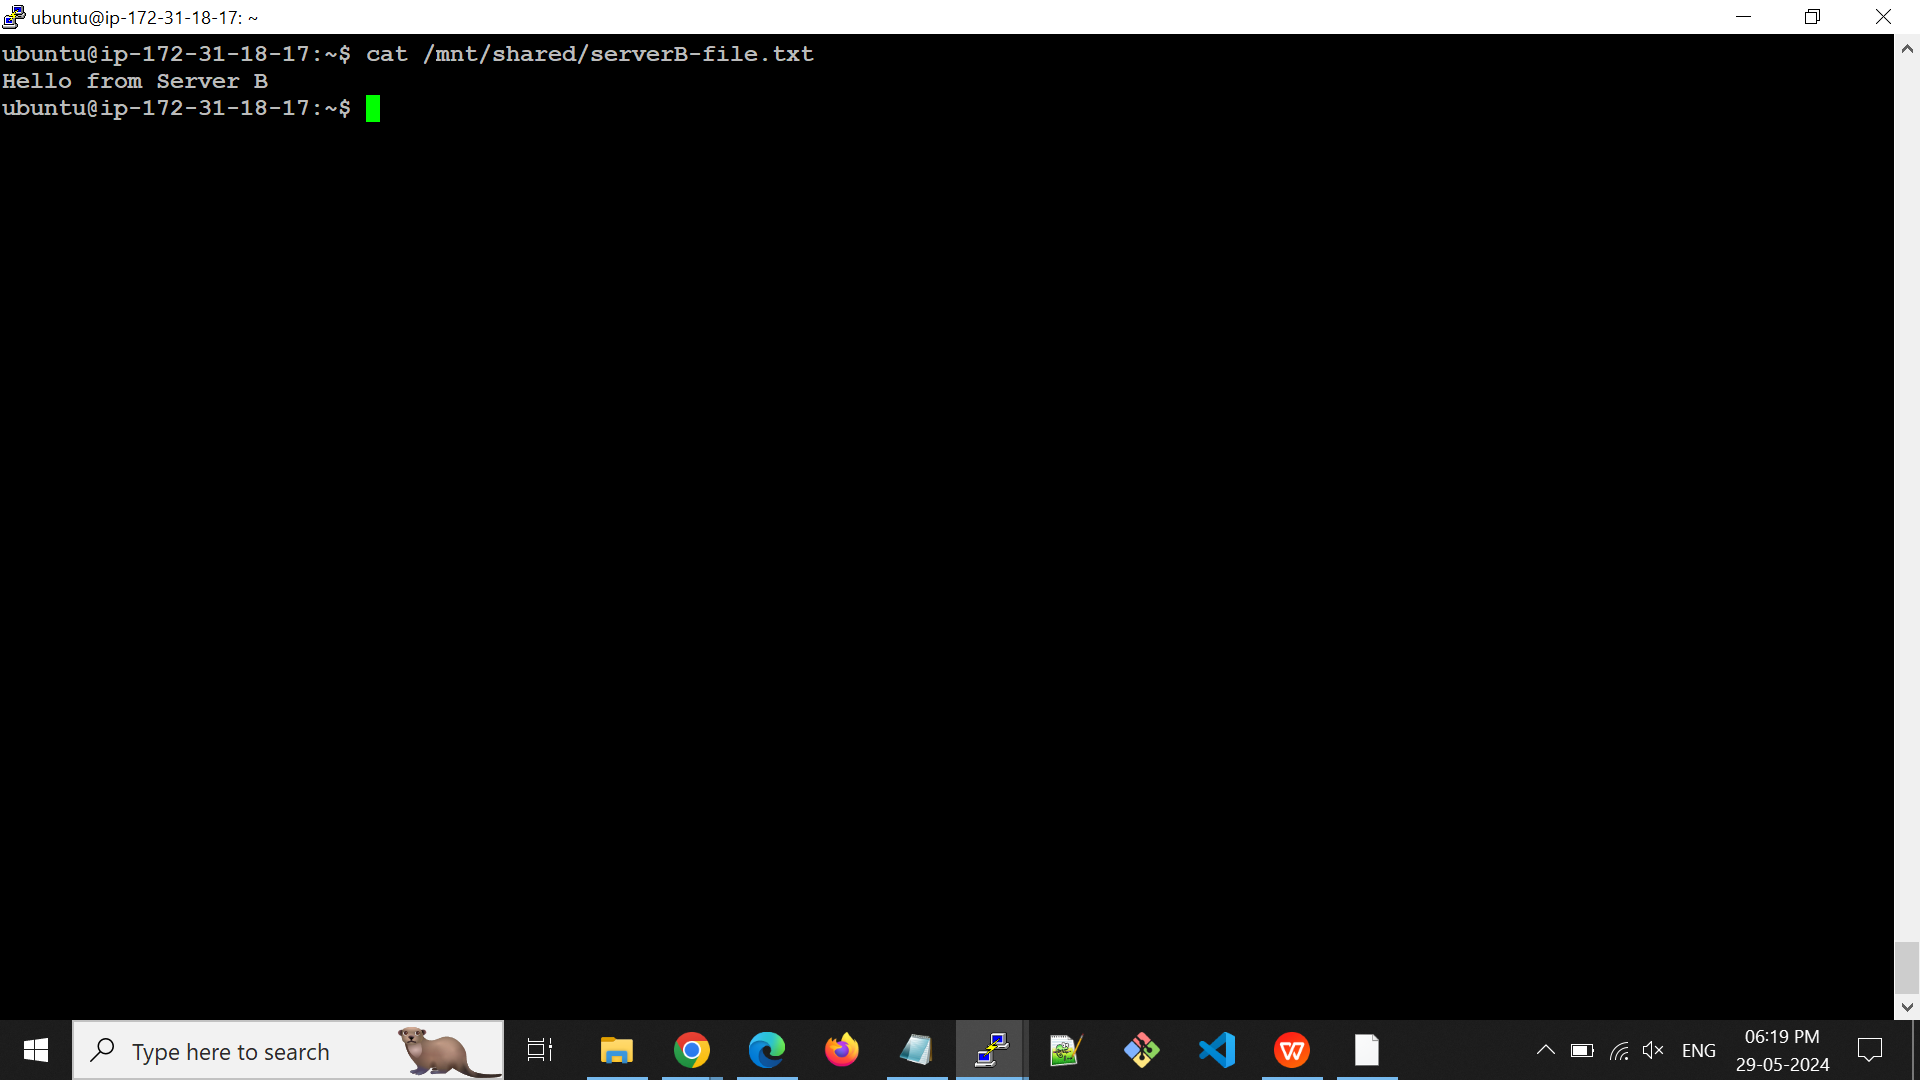 ubuntu@ip-172-31-18-17: ~
ubuntu@ip-172-31-18-17:~$ cat /mnt/shared/serverB-file.txt
Hello from Server B
ubuntu@ip-172-31-18-17:~$
Type here to search
ENG
06:19 PM
29-05-2024